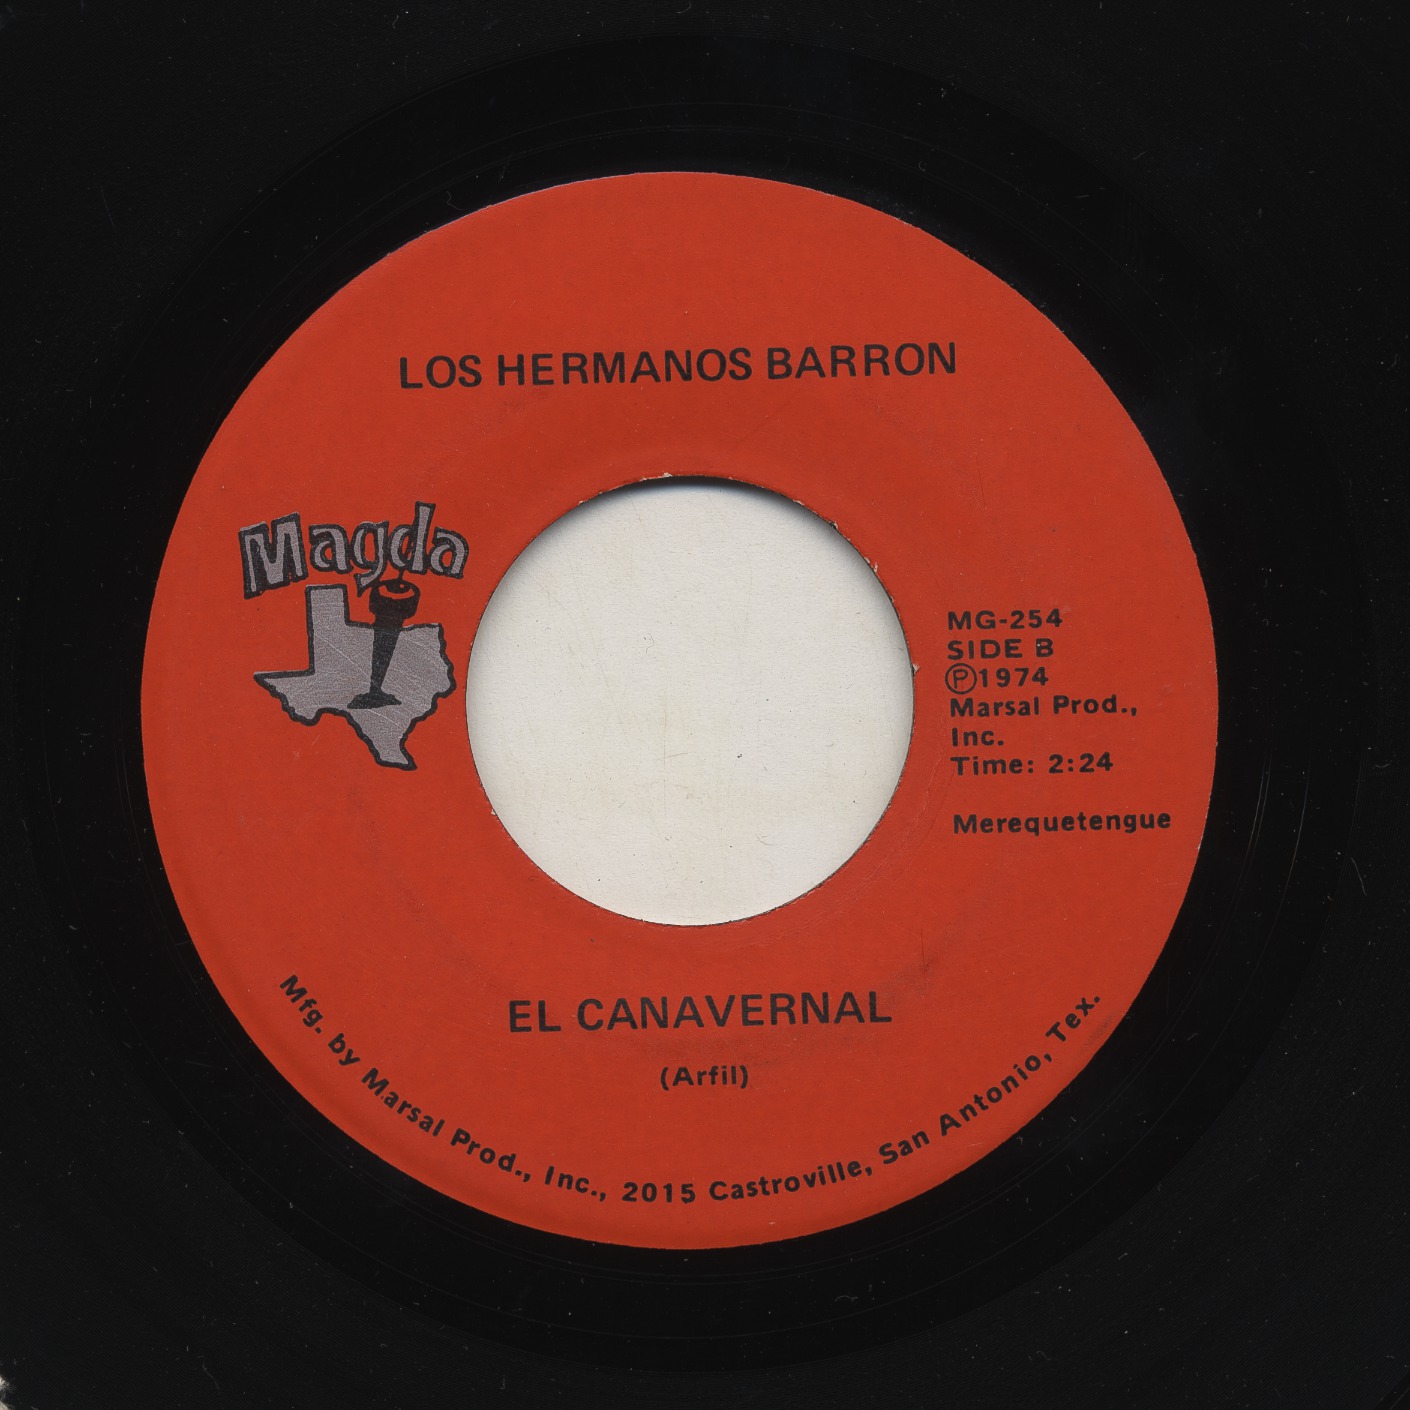 LOS HERMANOS BARRON
Magda
MG-254
SIDE B
Ⓟ1974
Marsal Prod.,
Inc.
Time: 2:24
Merequetengue
EL CANAVERNAL
(Arfil)
Mfg. by Marsal Prod., Inc., 2015 Castroville, San Antonio, Tex.